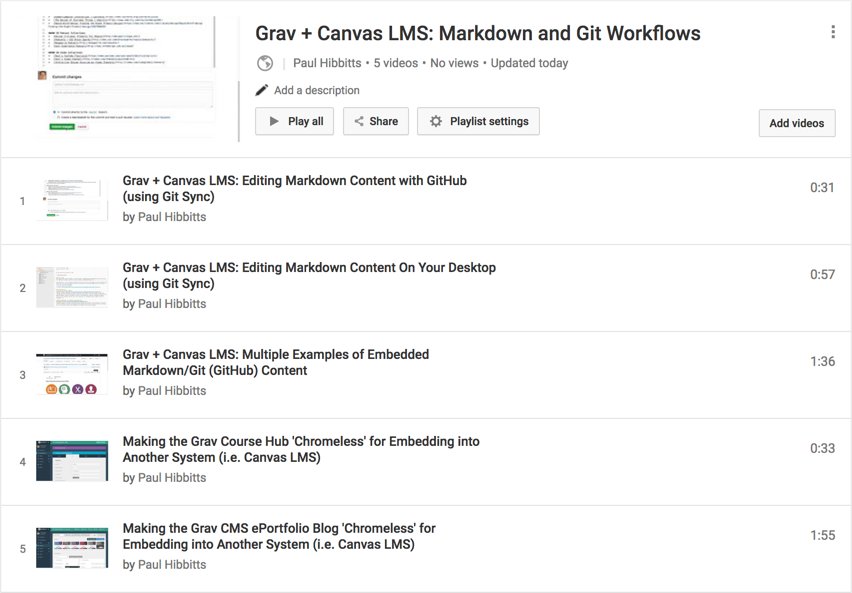 Grav + Canvas LMS: Markdown and Git Workflows
Paul Hibbitts • 5 videos • No views • Updated today
Add a description
Play all
Share
Playlist settings
Add videos
Commit changes
1
Grav + Canvas LMS: Editing Markdown Content with GitHub
(using Git Sync)
by Paul Hibbitts
0:31
2
Grav + Canvas LMS: Editing Markdown Content On Your Desktop
(using Git Sync)
by Paul Hibbitts
0:57
3
Grav + Canvas LMS: Multiple Examples of Embedded
Markdown/Git (GitHub) Content
by Paul Hibbitts
1:36
4
Making the Grav Course Hub 'Chromeless' for Embedding into
Another System (i.e. Canvas LMS)
by Paul Hibbitts
0:33
5
Making the Grav CMS ePortfolio Blog 'Chromeless' for
Embedding into Another System (i.e. Canvas LMS)
by Paul Hibbitts
1:55